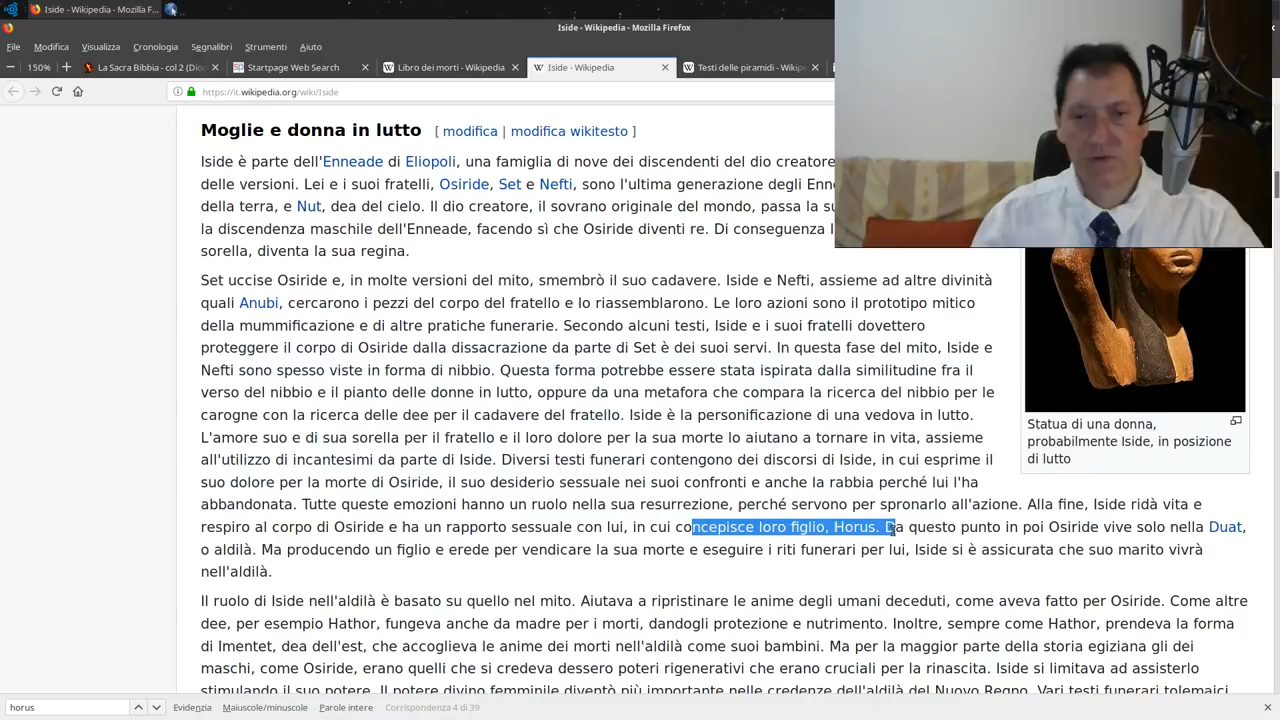 Iside - Wikipedia (Mozilla F...
Iside - Wikipedia - Mozilla Firefox
File Modifica Visualizza Cronologia Segnalibri Strumenti Aiuto
150% La Sacra Bibbia - col 2 (Dio Startpage Web Search Libro dei morti - Wikipedia Iside - Wikipedia Testi delle piramidi - Wikip
https://it.wikipedia.org/wiki/Iside
Moglie e donna in lutto [ modifica | modifica wikitesto ]
Iside è parte dell'Enneade di Eliopoli, una famiglia di nove dei discendenti del dio creatore
delle versioni. Lei e i suoi fratelli, Osiride, Set e Nefti, sono l'ultima generazione degli Enne
della terra, e Nut, dea del cielo. Il dio creatore, il sovrano originale del mondo, passa la su
la discendenza maschile dell'Enneade, facendo sì che Osiride diventi re. Di conseguenza I
sorella, diventa la sua regina.
Set uccise Osiride e, in molte versioni del mito, smembrò il suo cadavere. Iside e Nefti, assieme ad altre divinità
quali Anubi, cercarono i pezzi del corpo del fratello e lo riassemblarono. Le loro azioni sono il prototipo mitico
della mummificazione e di altre pratiche funerarie. Secondo alcuni testi, Iside e i suoi fratelli dovettero
proteggere il corpo di Osiride dalla dissacrazione da parte di Set è dei suoi servi. In questa fase del mito, Iside e
Nefti sono spesso viste in forma di nibbio. Questa forma potrebbe essere stata ispirata dalla similitudine fra il
verso del nibbio e il pianto delle donne in lutto, oppure da una metafora che compara la ricerca del nibbio per le
carogne con la ricerca delle dee per il cadavere del fratello. Iside è la personificazione di una vedova in lutto.
L'amore suo e di sua sorella per il fratello e il loro dolore per la sua morte lo aiutano a tornare in vita, assieme
all'utilizzo di incantesimi da parte di Iside. Diversi testi funerari contengono dei discorsi di Iside, in cui esprime il
suo dolore per la morte di Osiride, il suo desiderio sessuale nei suoi confronti e anche la rabbia perché lui l'ha
abbandonata. Tutte queste emozioni hanno un ruolo nella sua resurrezione, perché servono per spronarlo all'azione. Alla fine, Iside ridà vita e
respiro al corpo di Osiride e ha un rapporto sessuale con lui, in cui concepisce loro figlio, Horus. Da questo punto in poi Osiride vive solo nella Duat,
o aldilà. Ma producendo un figlio e erede per vendicare la sua morte e eseguire i riti funerari per lui, Iside si è assicurata che suo marito vivrà
nell'aldilà.
Statua di una donna,
probabilmente Iside, in posizione
di lutto
Il ruolo di Iside nell'aldilà è basato su quello nel mito. Aiutava a ripristinare le anime degli umani deceduti, come aveva fatto per Osiride. Come altre
dee, per esempio Hathor, fungeva anche da madre per i morti, dandogli protezione e nutrimento. Inoltre, sempre come Hathor, prendeva la forma
di Imentet, dea dell'est, che accoglieva le anime dei morti nell'aldilà come suoi bambini. Ma per la maggior parte della storia egiziana gli dei
maschi, come Osiride, erano quelli che si credeva dessero poteri rigenerativi che erano cruciali per la rinascita. Iside si limitava ad assisterlo
stimulando il suo potere. Il potere divino femminile diventò più importante nelle credenze dell'aldilà del Nuovo Regno. Vari testi funerari tolemaici
horus Evidenzia Maiuscole/minuscole Parole intere Corrispondenza 4 di 39